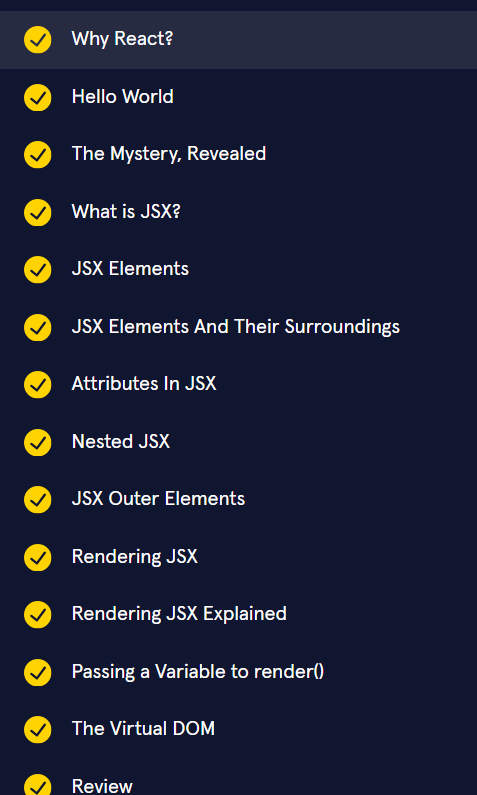 Why React?
Hello World
The Mystery, Revealed
What is JSX?
JSX Elements
JSX Elements And Their Surroundings
Attributes In JSX
Nested JSX
JSX Outer Elements
Rendering JSX
Rendering JSX Explained
Passing a Variable to render()
The Virtual DOM
Review